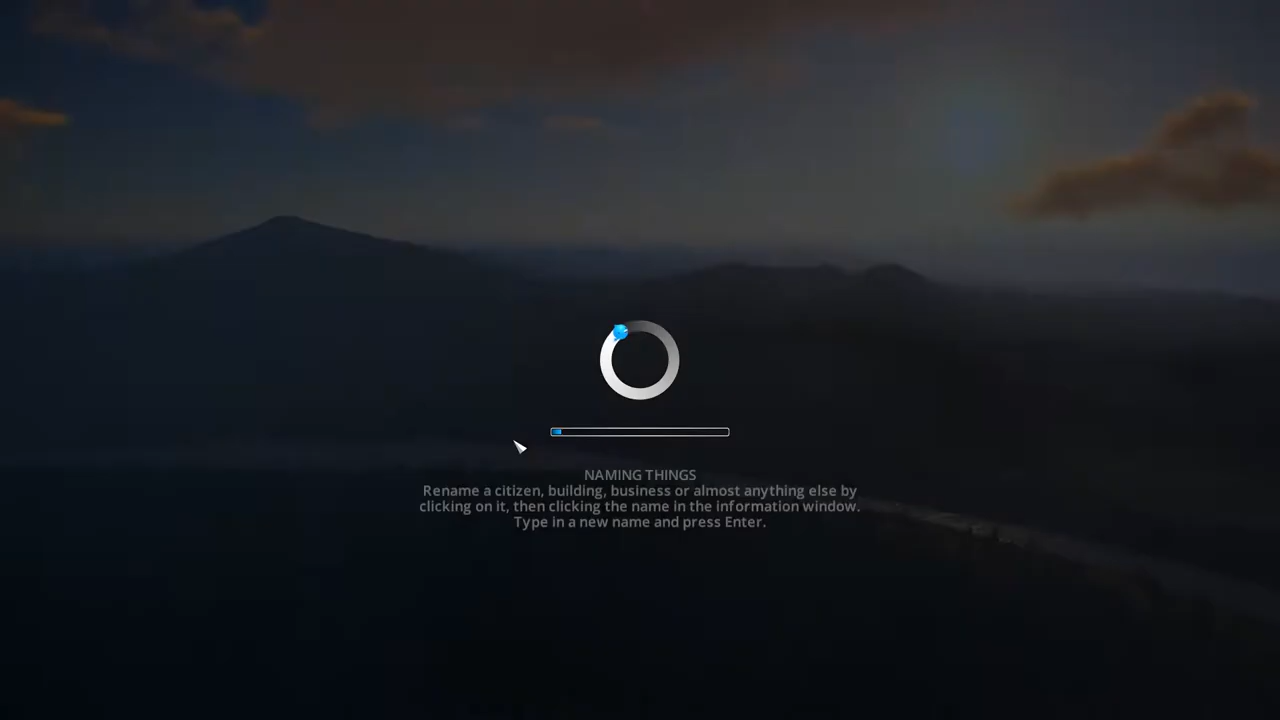 NAMING THINGS
Rename a citizen, building, business or almost anything else by
clicking on it, then clicking the name in the information window.
Type in a new name and press Enter.